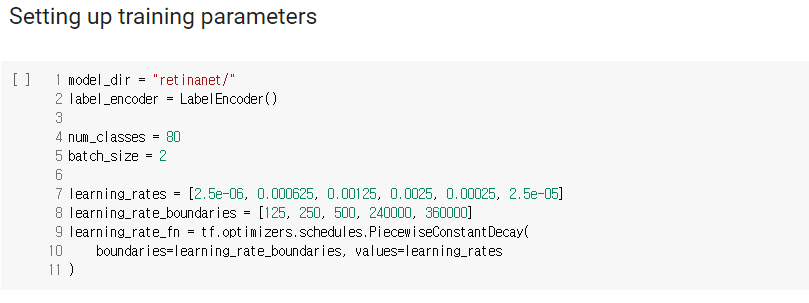 Setting up training parameters
[ ] 1 model_dir = "retinanet/"
2 label_encoder = LabelEncoder()
3
4 num_classes = 80
5 batch_size = 2
6
7 learning_rates = [2.5e-06, 0.000625, 0.00125, 0.0025, 0.00025, 2.5e-05]
8 learning_rate_boundaries = [125, 250, 500, 240000, 360000]
9 learning_rate_fn = tf.optimizers.schedules.PiecewiseConstantDecay(
10     boundaries=learning_rate_boundaries, values=learning_rates
11 )